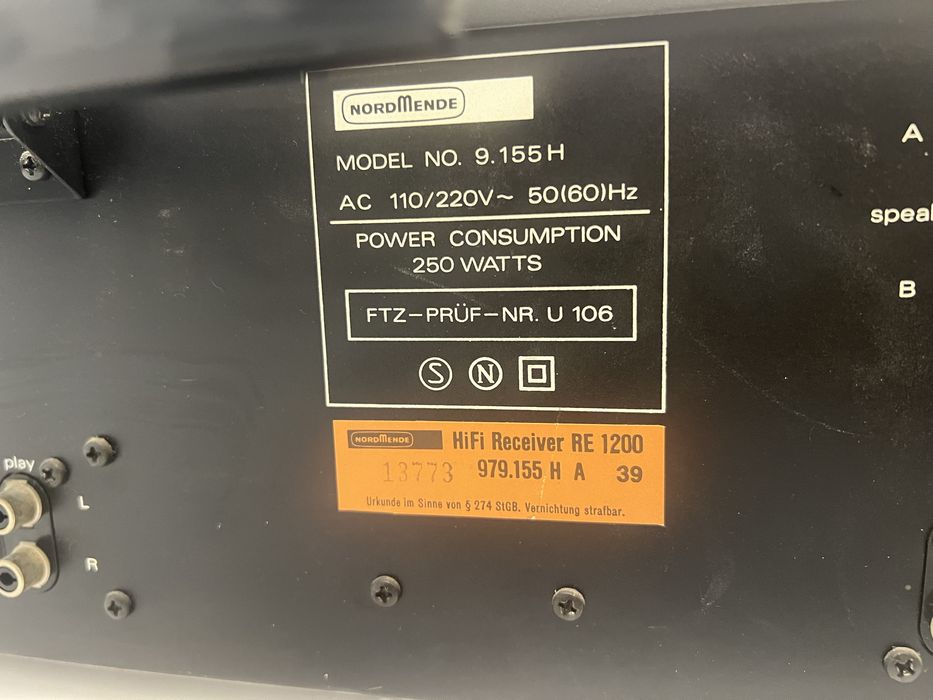 NORDMENDE
MODEL NO. 9.155 H
AC 110/220V~ 50(60)Hz
POWER CONSUMPTION
250 WATTS
FTZ-PRÜF-NR. U 106
S N
NORDMENDE HiFi Receiver RE 1200
13773 979.155 H A 39
Urkunde im Sinne von § 274 StGB. Vernichtung strafbar.
play
L
R
A
B